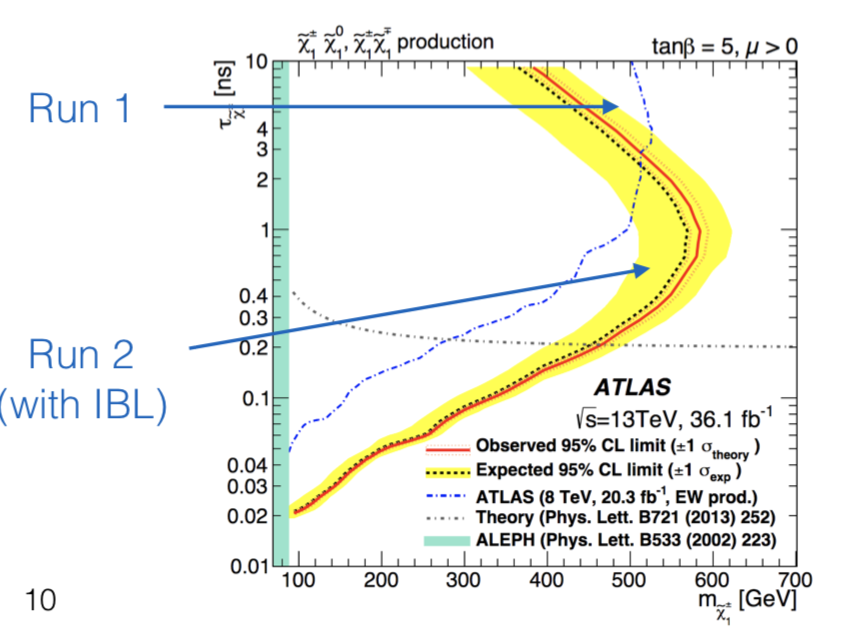 χ̃₁± χ̃₁⁰, χ̃₁±χ̃₁∓ production
tanβ = 5, μ > 0
Run 1
Run 2
(with IBL)
τ_χ̃₁± [ns]
10
4
3
2
1
0.4
0.3
0.2
0.1
0.04
0.03
0.02
0.01
ATLAS
√s=13TeV, 36.1 fb⁻¹
Observed 95% CL limit (±1 σ_theory)
Expected 95% CL limit (±1 σ_exp)
ATLAS (8 TeV, 20.3 fb⁻¹, EW prod.)
Theory (Phys. Lett. B721 (2013) 252)
ALEPH (Phys. Lett. B533 (2002) 223)
100 200 300 400 500 600 700
m_χ̃₁± [GeV]
10